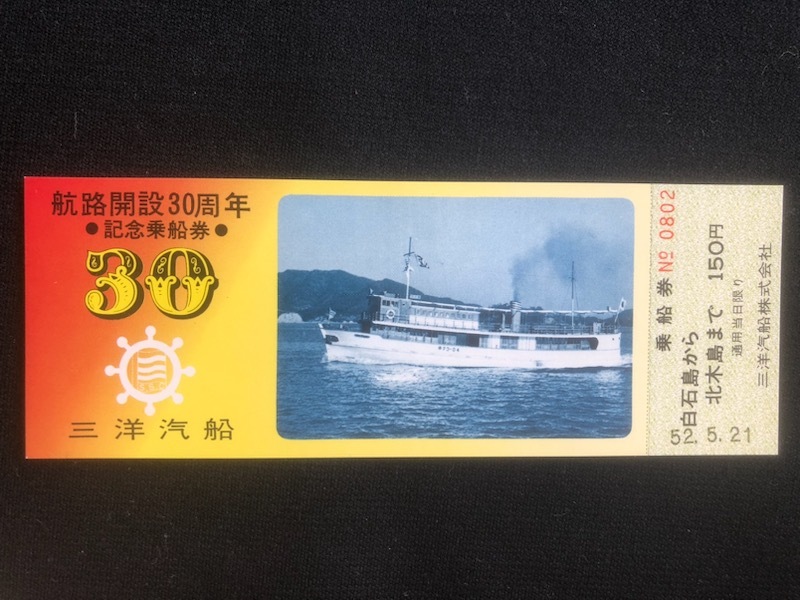 航路開設30周年
●記念乗船券●
30
三洋汽船
乗船券 № 0802
白石島から
北木島まで 150円
通用当日限り
三洋汽船株式会社
52. 5. 21